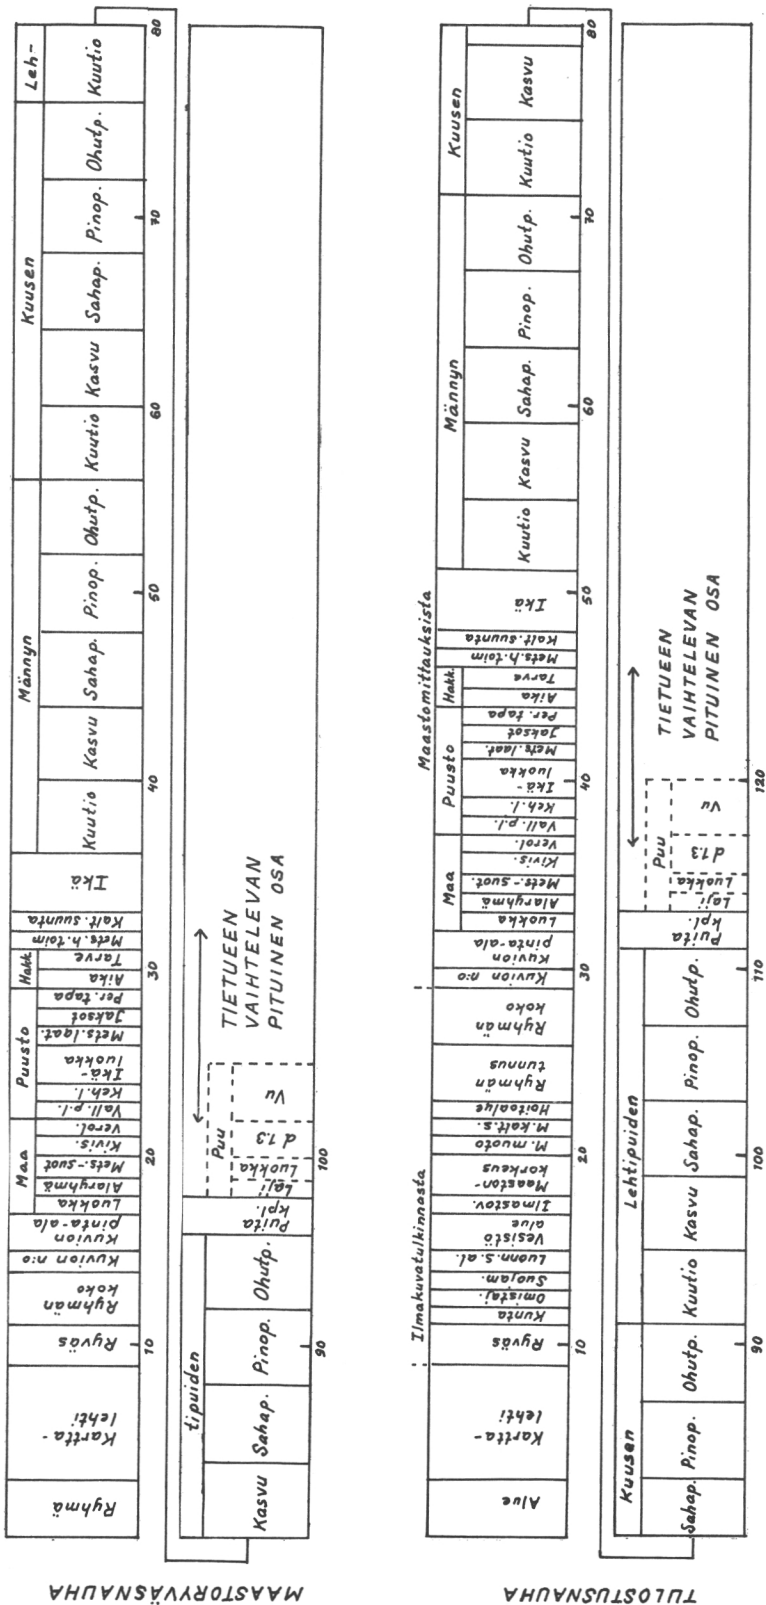 MAASTORYVÄSNAUHA
Ryhmä
Kartta-
lehti
Ryväs
Ryhmän
koko
Kuvion n:o
Kuvion
pinta-ala
Maa
Luokka
Alaryhmä
Mets.-suot
Kivis.
Verol.
Puusto
Vall.p.l.
Keh.l.
Ikä-
luokka
Mets.laat.
Jaksot
Per.tapa
Hakk.
Aika
Tarve
Mets.h.toim
Kalt.suunta
Ikä
Männyn
Kuutio
Kasvu
Sahap.
Pinop.
Ohutp.
Kuusen
Kuutio
Kasvu
Sahap.
Pinop.
Ohutp.
Leh-
Kuutio
10
20
30
40
50
60
70
80
tipuiden
Kasvu
Sahap.
Pinop.
Ohutp.
Puita
kpl.
Puu
Laji
Luokka
d 1.3
Vu
90
100
TIETUEEN
VAIHTELEVAN
PITUINEN OSA
TULOSTUSNAUHA
Ilmakuvatulkinnasta
Maastomittauksista
Alue
Kartta-
lehti
Ryväs
Kunta
Omistaj.
Suojam.
Luonn.s.al.
Vesistö
alue
Ilmastov.
Maaston-
korkeus
M.muoto
M.kalt.s.
Hoitoalue
Ryhmän
tunnus
Ryhmän
koko
Kuvion n:o
Kuvion
pinta-ala
Maa
Luokka
Alaryhmä
Mets.-suot.
Kivis.
Verol.
Puusto
Vall.p.l.
Keh.l.
Ikä-
luokka
Mets.laat.
Jaksot
Per.tapa
Hakk.
Aika
Tarve
Mets.h.toim
Kalt.suunta
Ikä
Männyn
Kuutio
Kasvu
Sahap.
Pinop.
Ohutp.
Kuusen
Kuutio
Kasvu
10
20
30
40
50
60
70
80
Kuusen
Sahap.
Pinop.
Ohutp.
Lehtipuiden
Kuutio
Kasvu
Sahap.
Pinop.
Ohutp.
Puita
kpl.
Puu
Laji
Luokka
d 1.3
Vu
90
100
110
120
TIETUEEN
VAIHTELEVAN
PITUINEN OSA